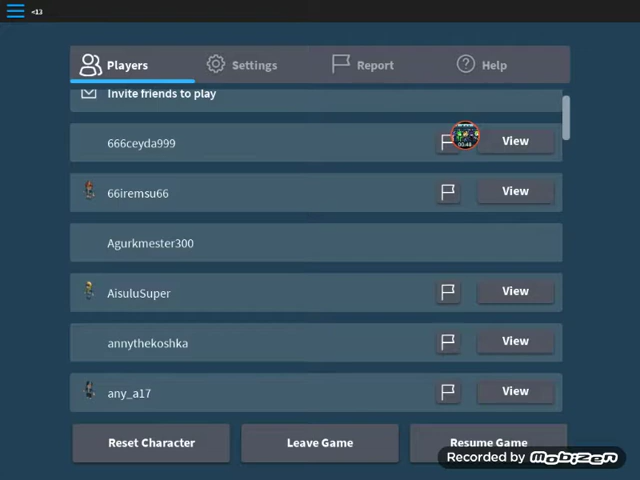 <13
Players
Settings
Report
Help
Invite friends to play
666ceyda999
View
66iremsu66
View
Agurkmester300
AisuluSuper
View
annythekoshka
View
any_a17
View
Reset Character
Leave Game
Resume Game
Recorded by mobizen